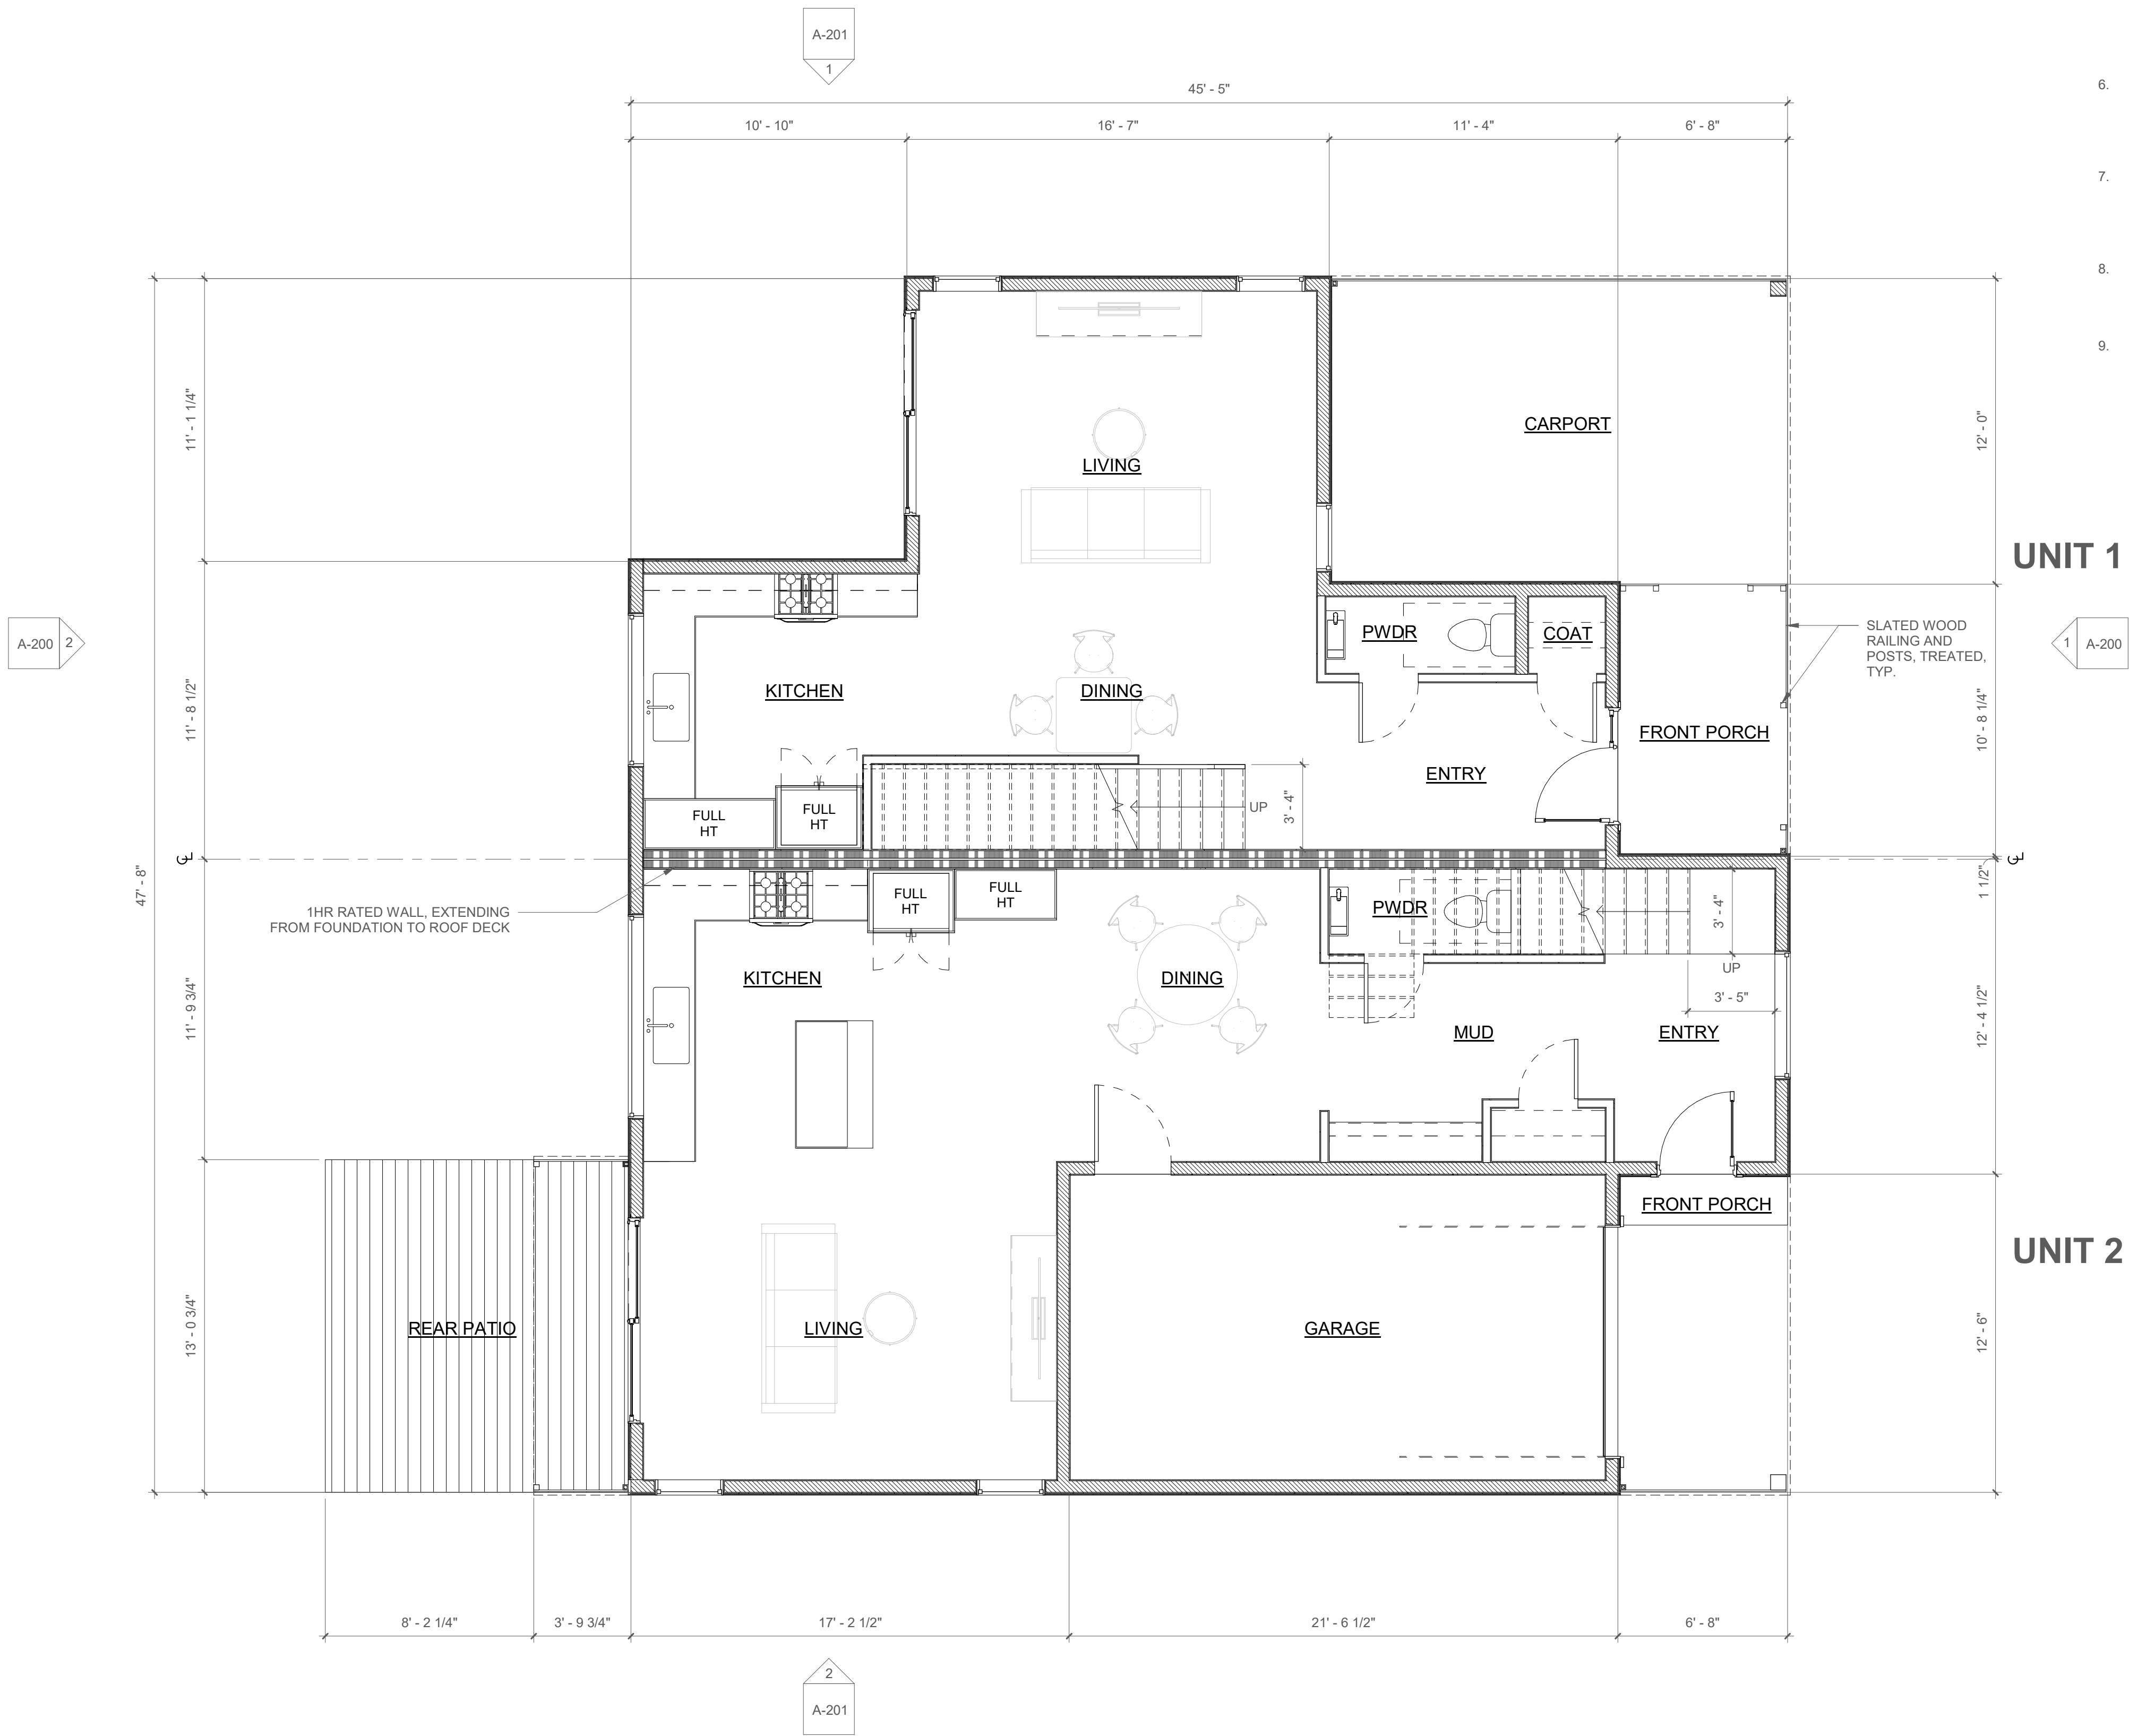 A-201
1
45' - 5"
10' - 10"
16' - 7"
11' - 4"
6' - 8"
6.
7.
8.
9.
47' - 8"
11' - 1 1/4"
11' - 8 1/2"
11' - 9 3/4"
13' - 0 3/4"
12' - 0"
10' - 8 1/4"
1 1/2"
12' - 4 1/2"
12' - 6"
A-200
2
1
A-200
UNIT 1
LIVING
CARPORT
PWDR
COAT
KITCHEN
DINING
FRONT PORCH
ENTRY
SLATED WOOD
RAILING AND
POSTS, TREATED,
TYP.
FULL
HT
FULL
HT
UP
3' - 4"
1HR RATED WALL, EXTENDING
FROM FOUNDATION TO ROOF DECK
FULL
HT
FULL
HT
PWDR
3' - 4"
UP
3' - 5"
KITCHEN
DINING
MUD
ENTRY
FRONT PORCH
UNIT 2
REAR PATIO
LIVING
GARAGE
8' - 2 1/4"
3' - 9 3/4"
17' - 2 1/2"
21' - 6 1/2"
6' - 8"
2
A-201